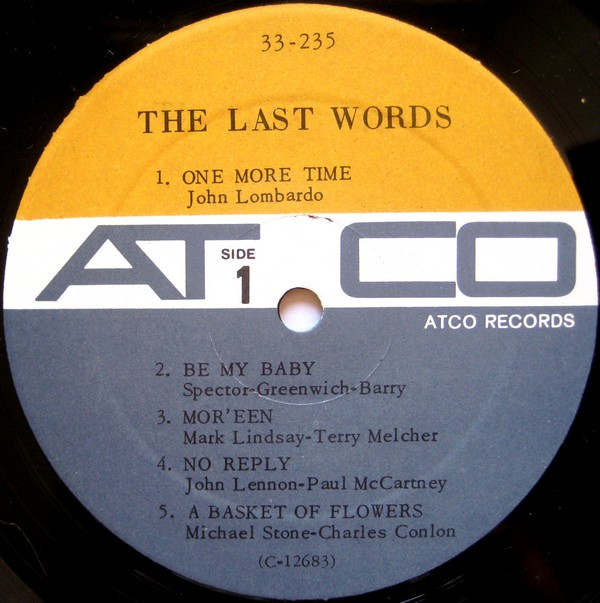 33-235
THE LAST WORDS
1. ONE MORE TIME
John Lombardo
ATCO
SIDE
1
ATCO RECORDS
2. BE MY BABY
Spector-Greenwich-Barry
3. MOR'EEN
Mark Lindsay-Terry Melcher
4. NO REPLY
John Lennon-Paul McCartney
5. A BASKET OF FLOWERS
Michael Stone-Charles Conlon
(C-12683)